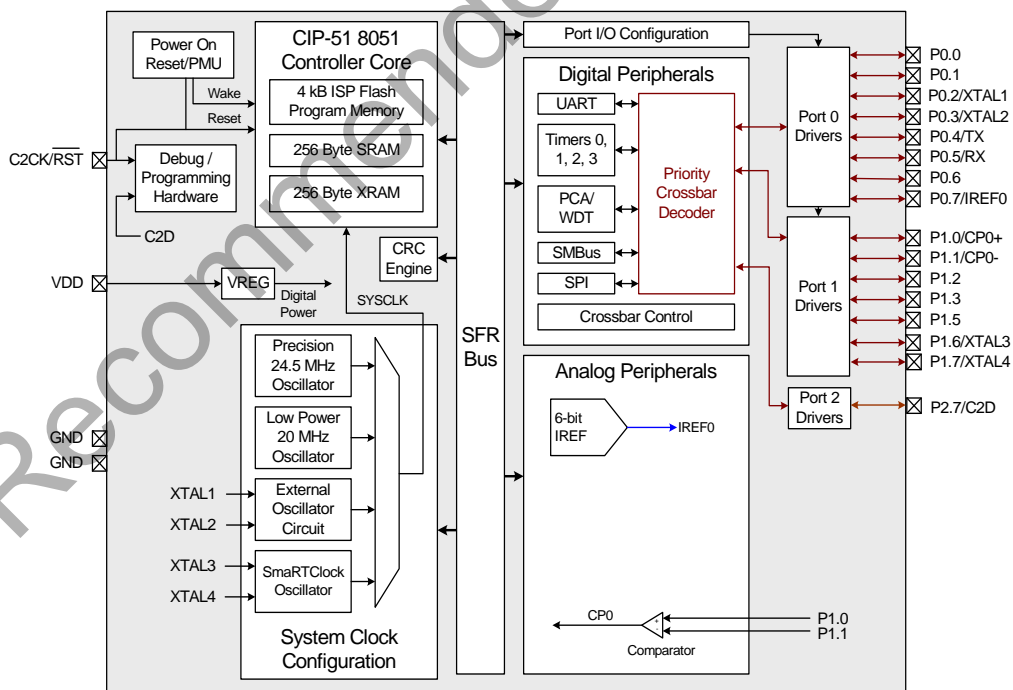 Recommende
Power On
Reset/PMU
Wake
Reset
C2CK/RST
Debug /
Programming
Hardware
C2D
VDD
VREG
Digital
Power
GND
GND
CIP-51 8051
Controller Core
4 kB ISP Flash
Program Memory
256 Byte SRAM
256 Byte XRAM
CRC
Engine
SYSCLK
Precision
24.5 MHz
Oscillator
Low Power
20 MHz
Oscillator
XTAL1
XTAL2
External
Oscillator
Circuit
XTAL3
XTAL4
SmaRTClock
Oscillator
System Clock
Configuration
SFR
Bus
Port I/O Configuration
Digital Peripherals
UART
Timers 0,
1, 2, 3
PCA/
WDT
SMBus
SPI
Priority
Crossbar
Decoder
Crossbar Control
Analog Peripherals
6-bit
IREF
IREF0
CP0
+
-
Comparator
P1.0
P1.1
Port 0
Drivers
Port 1
Drivers
Port 2
Drivers
P0.0
P0.1
P0.2/XTAL1
P0.3/XTAL2
P0.4/TX
P0.5/RX
P0.6
P0.7/IREF0
P1.0/CP0+
P1.1/CP0-
P1.2
P1.3
P1.5
P1.6/XTAL3
P1.7/XTAL4
P2.7/C2D